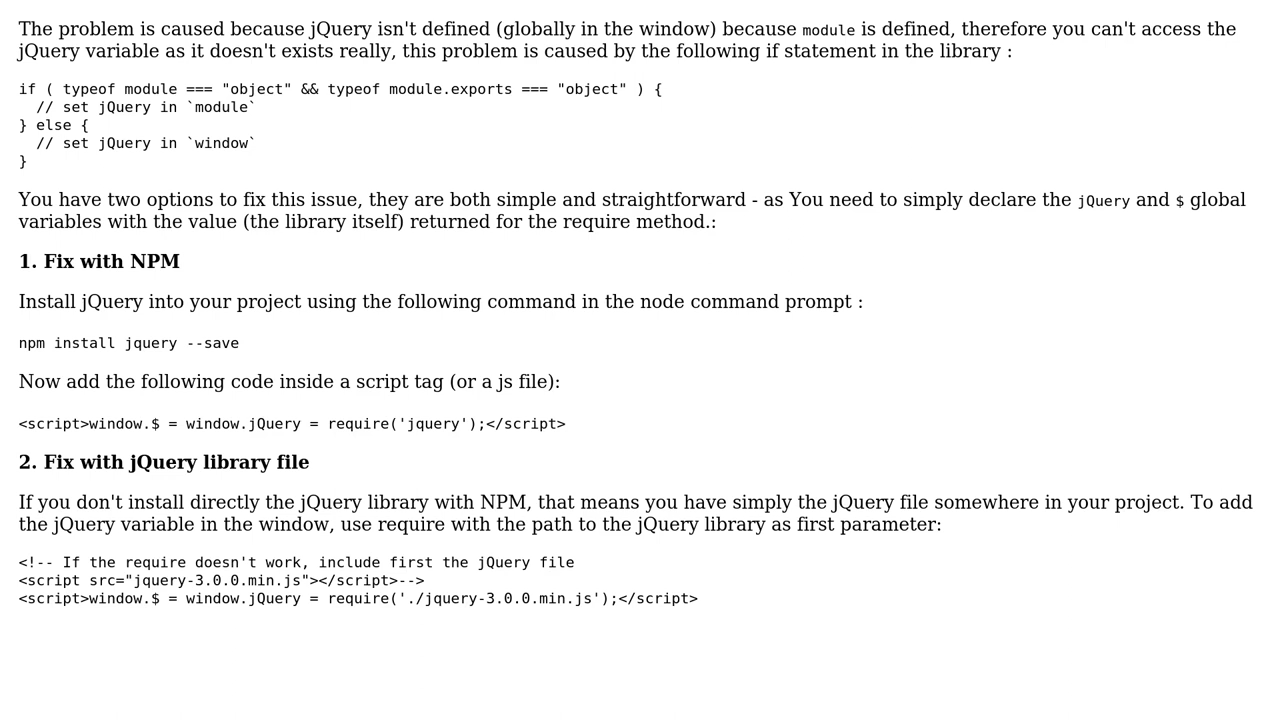 The problem is caused because jQuery isn't defined (globally in the window) because module is defined, therefore you can't access the
jQuery variable as it doesn't exists really, this problem is caused by the following if statement in the library :
if ( typeof module === "object" && typeof module.exports === "object" ) {
  // set jQuery in `module`
} else {
  // set jQuery in `window`
}
You have two options to fix this issue, they are both simple and straightforward - as You need to simply declare the jQuery and $ global
variables with the value (the library itself) returned for the require method.:
1. Fix with NPM
Install jQuery into your project using the following command in the node command prompt :
npm install jquery --save
Now add the following code inside a script tag (or a js file):
<script>window.$ = window.jQuery = require('jquery');</script>
2. Fix with jQuery library file
If you don't install directly the jQuery library with NPM, that means you have simply the jQuery file somewhere in your project. To add
the jQuery variable in the window, use require with the path to the jQuery library as first parameter:
<!-- If the require doesn't work, include first the jQuery file
<script src="jquery-3.0.0.min.js"></script>-->
<script>window.$ = window.jQuery = require('./jquery-3.0.0.min.js');</script>